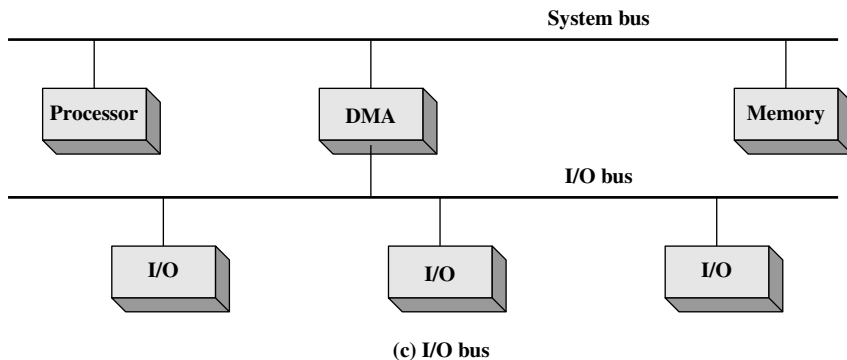 System bus
Processor
DMA
Memory
I/O bus
I/O
I/O
I/O
(c) I/O bus